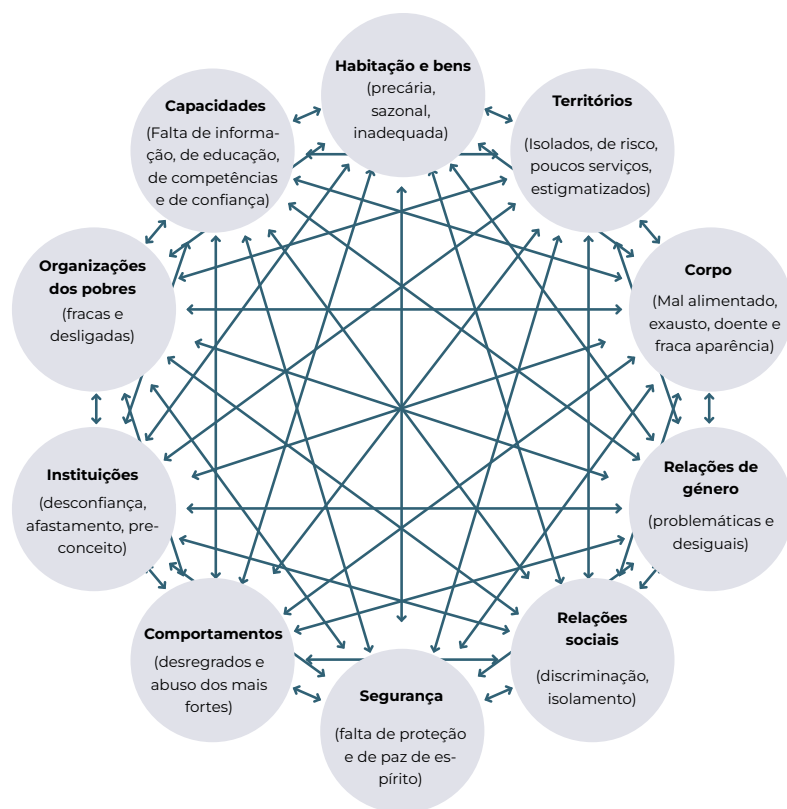 Habitação e bens
(precária,
sazonal,
inadequada)
Territórios
(Isolados, de risco,
poucos serviços,
estigmatizados)
Corpo
(Mal alimentado,
exausto, doente e
fraca aparência)
Relações de
género
(problemáticas e
desiguais)
Relações
sociais
(discriminação,
isolamento)
Segurança
(falta de proteção
e de paz de es-
pírito)
Comportamentos
(desregrados e
abuso dos mais
fortes)
Instituições
(desconfiança,
afastamento, pre-
conceito)
Organizações
dos pobres
(fracas e
desligadas)
Capacidades
(Falta de informa-
ção, de educação,
de competências
e de confiança)